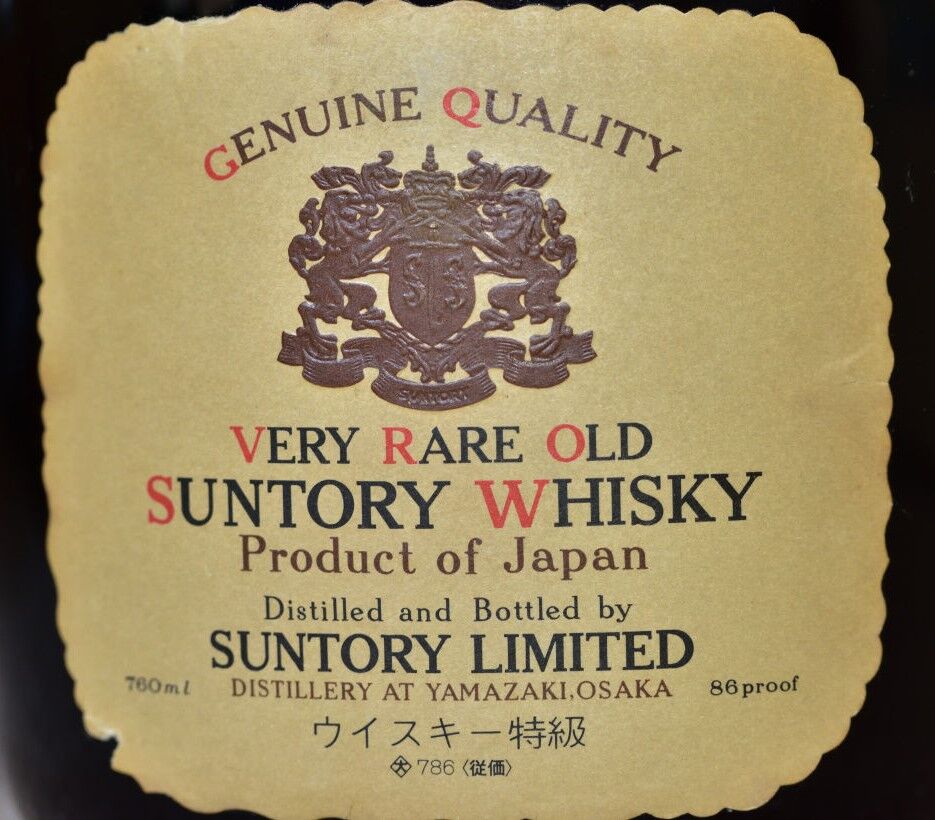 GENUINE QUALITY
SUNTORY
VERY RARE OLD
SUNTORY WHISKY
Product of Japan
Distilled and Bottled by
SUNTORY LIMITED
760ml DISTILLERY AT YAMAZAKI, OSAKA 86proof
ウイスキー特級
786〈従価〉